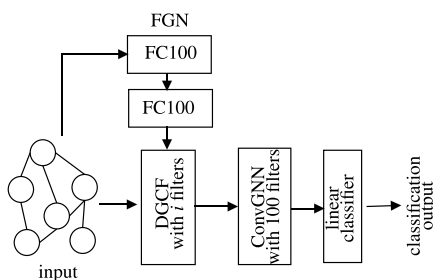 FGN
FC100
FC100
DGCF
with i filters
ConvGNN
with 100 filters
linear
classifier
classification
output
input